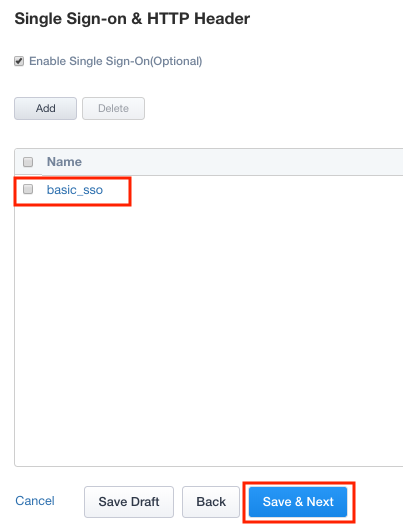 Single Sign-on & HTTP Header
Enable Single Sign-On(Optional)
Add Delete
Name
basic_sso
Cancel Save Draft Back Save & Next